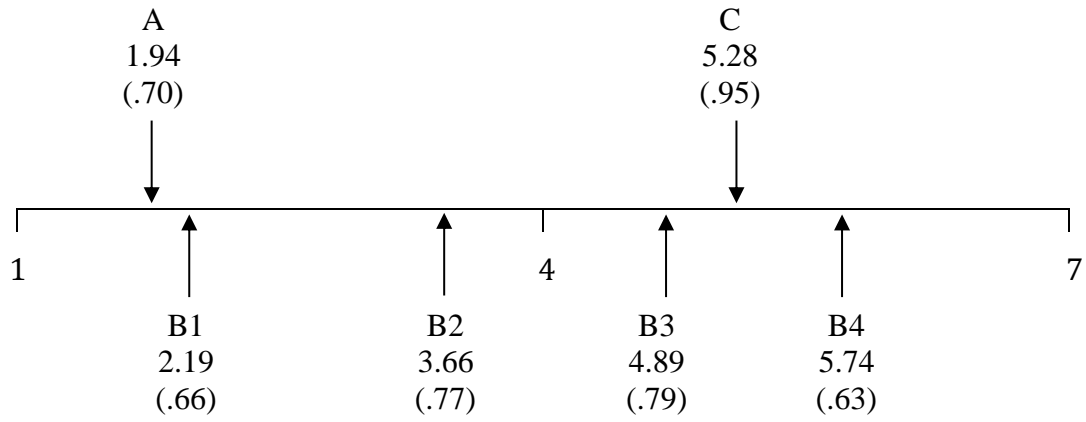 A C
1.94 5.28
(.70) (.95)
1 4 7
B1 B2 B3 B4
2.19 3.66 4.89 5.74
(.66) (.77) (.79) (.63)